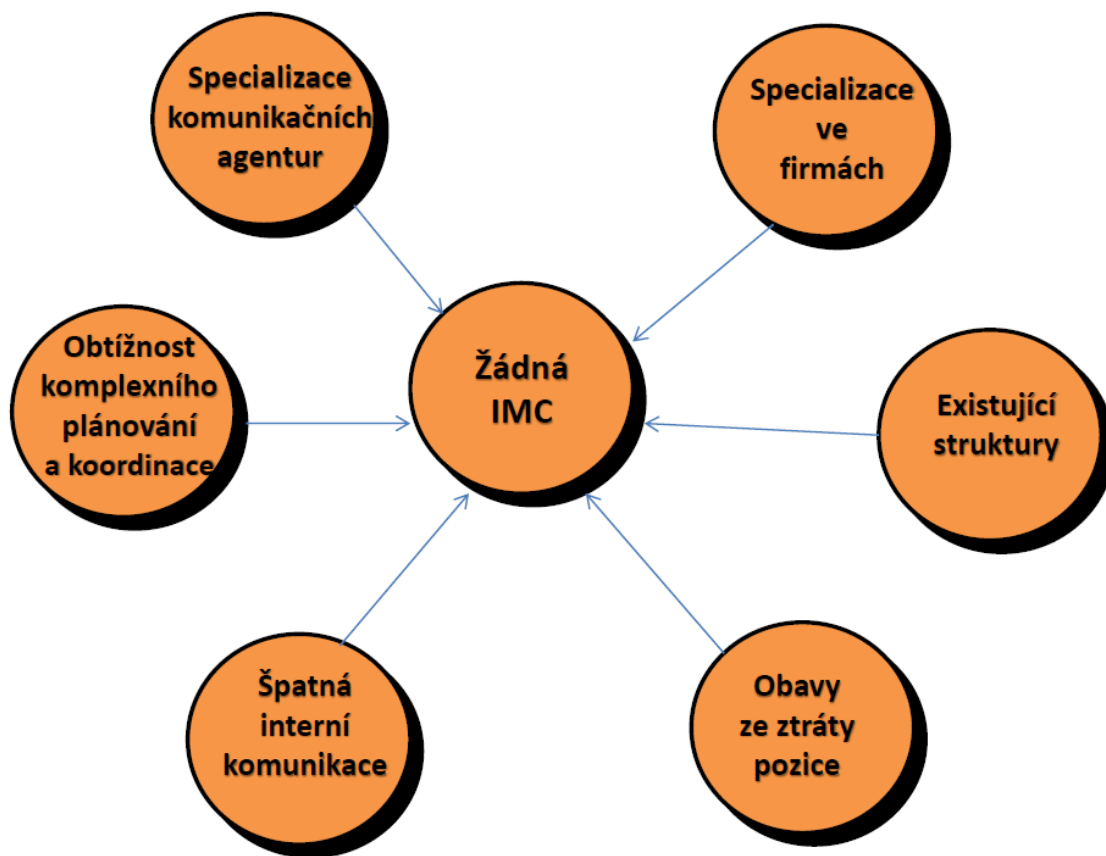 Specializace
komunikačních
agentur
Specializace
ve
firmách
Obtížnost
komplexního
plánování
a koordinace
Žádná
IMC
Existující
struktury
Špatná
interní
komunikace
Obavy
ze ztráty
pozice